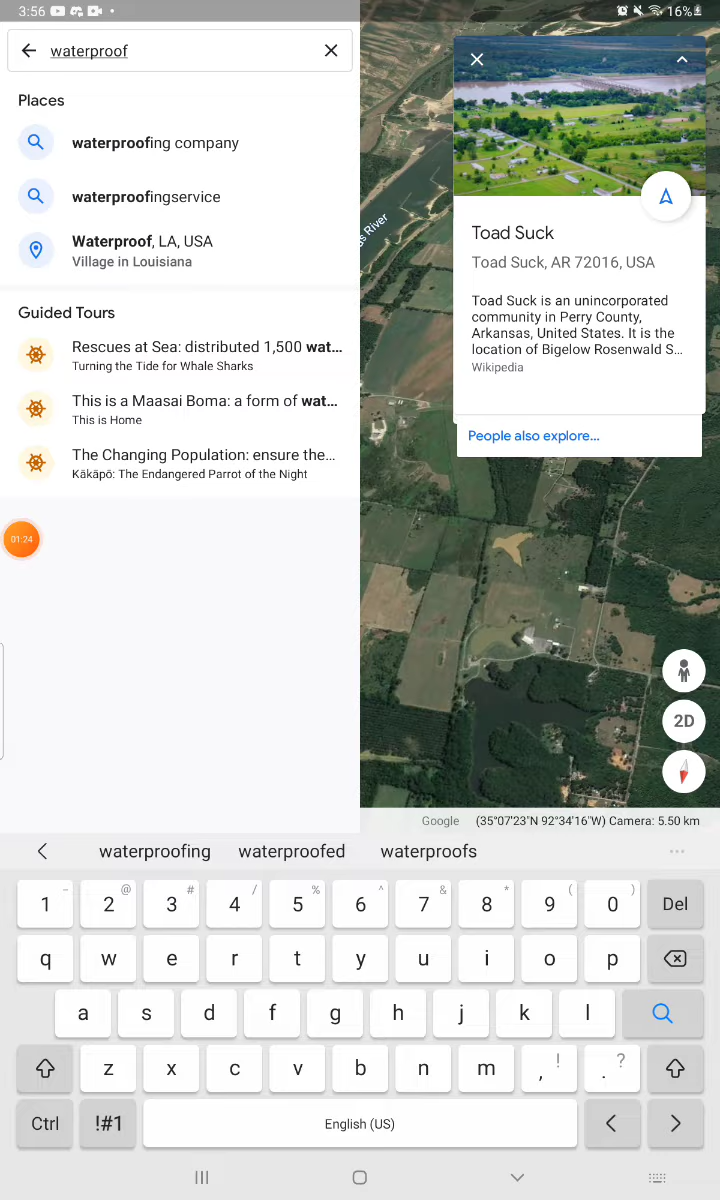 3:56
16%
waterproof
Places
waterproofing company
waterproofingservice
Waterproof, LA, USA
Village in Louisiana
Guided Tours
Rescues at Sea: distributed 1,500 wat...
Turning the Tide for Whale Sharks
This is a Maasai Boma: a form of wat...
This is Home
The Changing Population: ensure the...
Kākāpō: The Endangered Parrot of the Night
01:24
s River
Toad Suck
Toad Suck, AR 72016, USA
Toad Suck is an unincorporated
community in Perry County,
Arkansas, United States. It is the
location of Bigelow Rosenwald S...
Wikipedia
People also explore...
2D
Google (35°07'23"N 92°34'16"W) Camera: 5.50 km
waterproofing waterproofed waterproofs
1 2 @ 3 # 4 / 5 % 6 ^ 7 & 8 * 9 ( 0 ) Del
q w e r t y u i o p
a s d f g h j k l
z x c v b n m , ! . ?
Ctrl !#1 English (US) < >